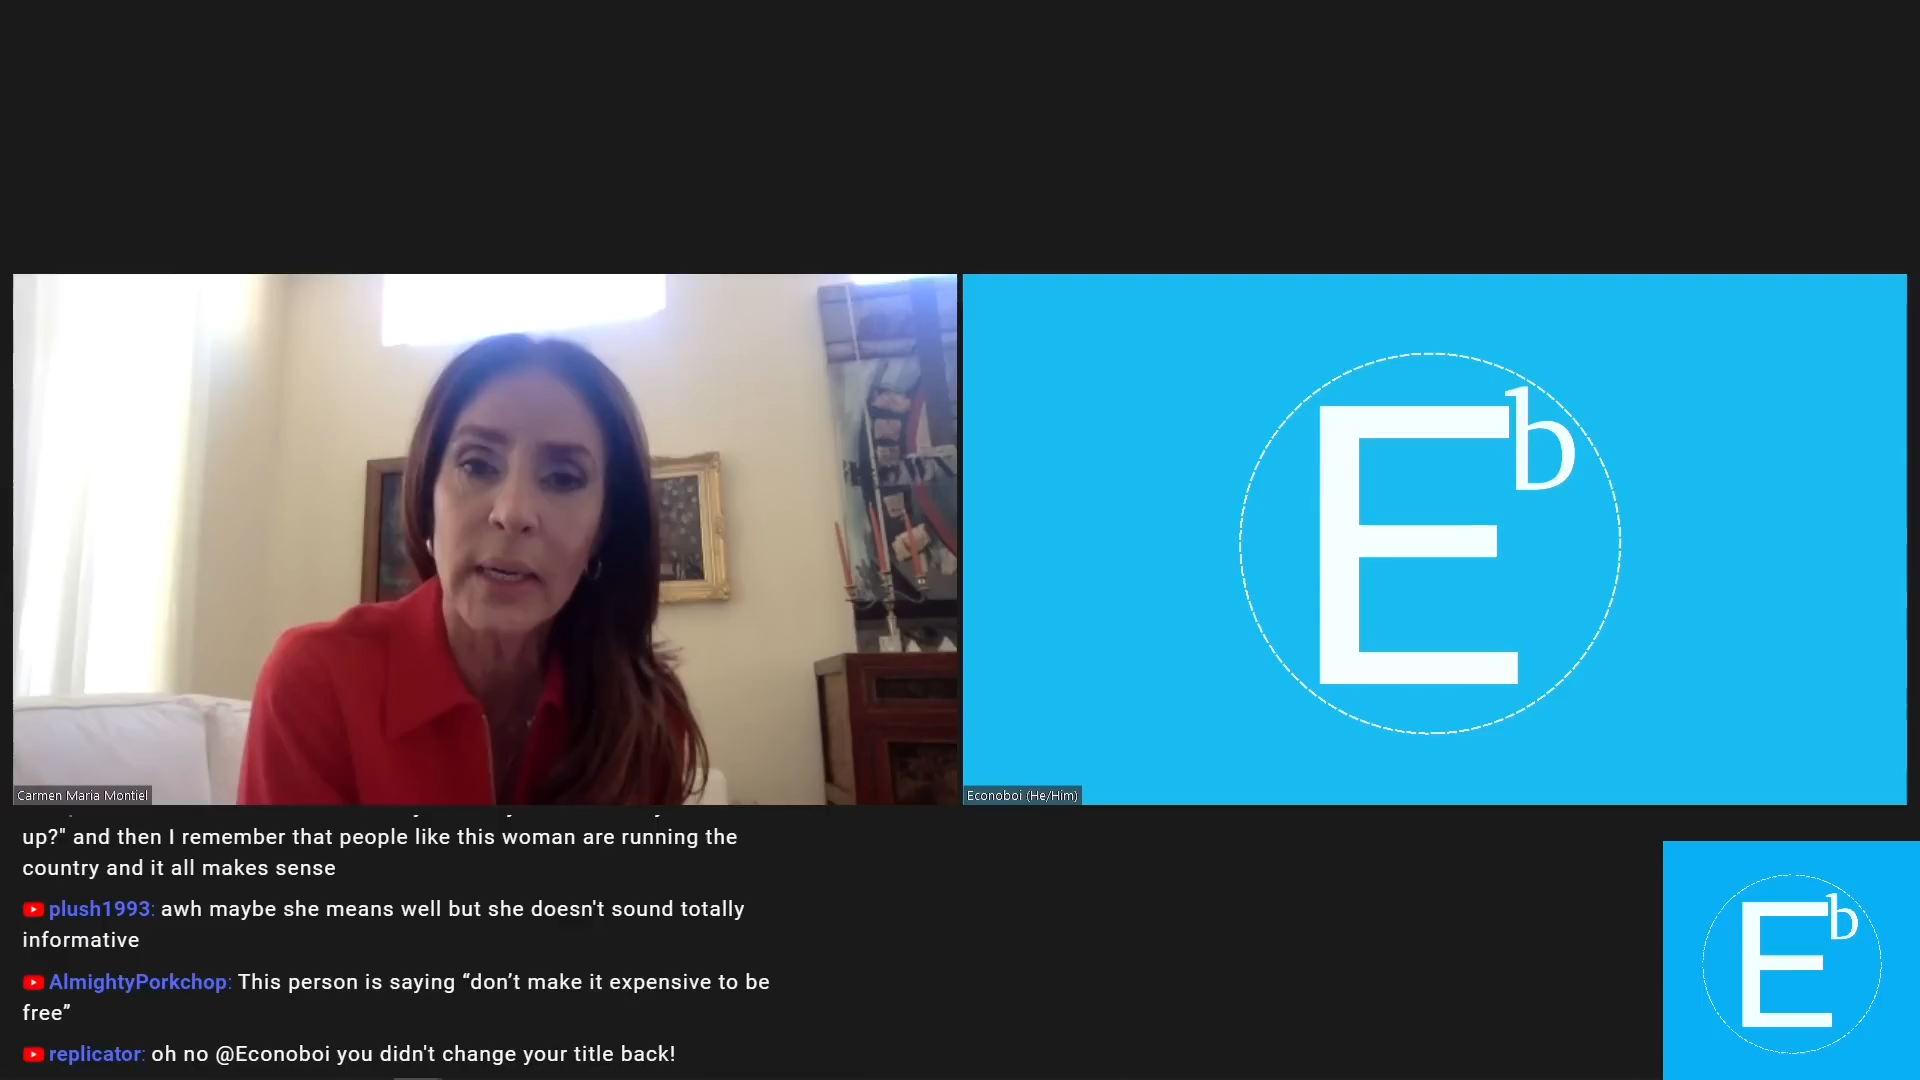 Eb
Carmen Maria Montiel
Econoboi (He/Him)
up?" and then I remember that people like this woman are running the
country and it all makes sense
plush1993: awh maybe she means well but she doesn't sound totally
informative
AlmightyPorkchop: This person is saying “don’t make it expensive to be
free”
replicator: oh no @Econoboi you didn't change your title back!
Eb